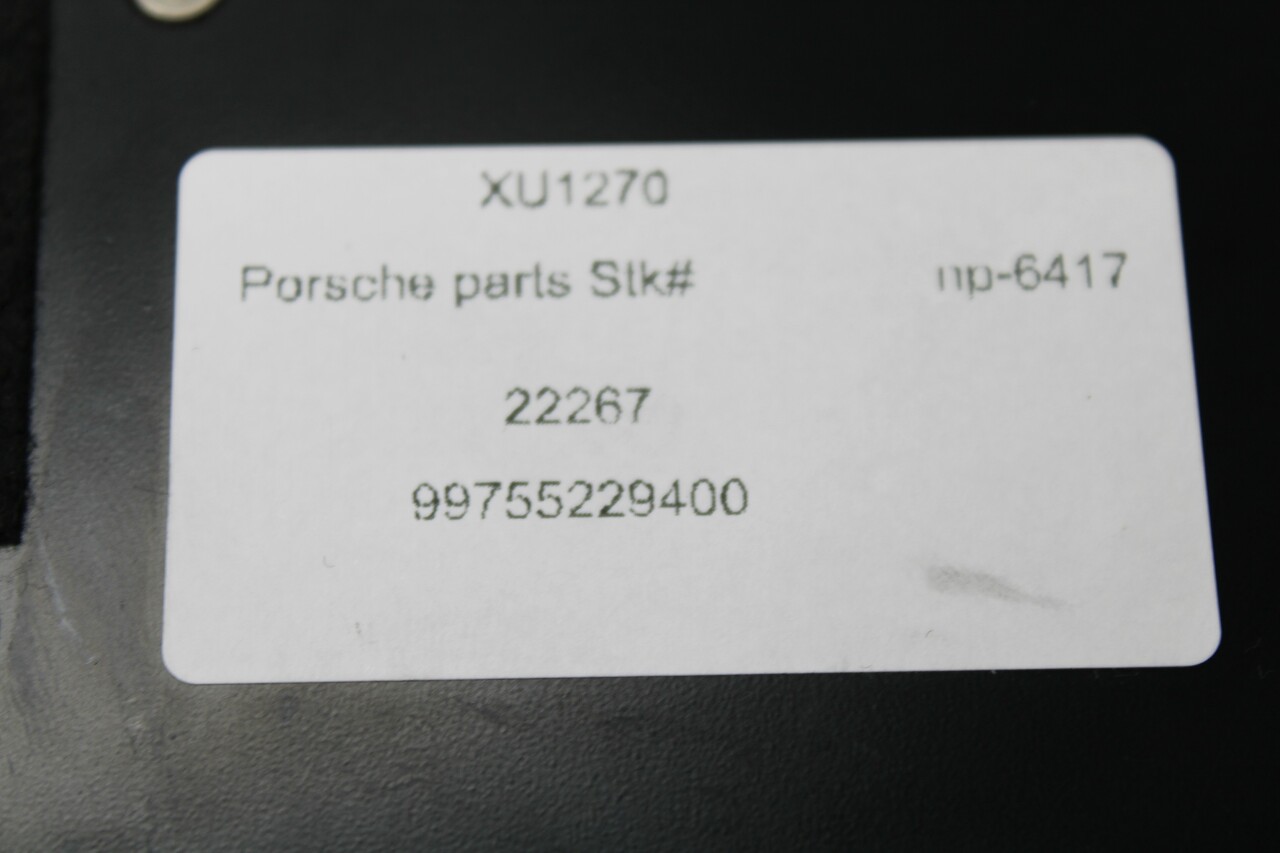 XU1270
Porsche parts Stk# np-6417
22267
99755229400